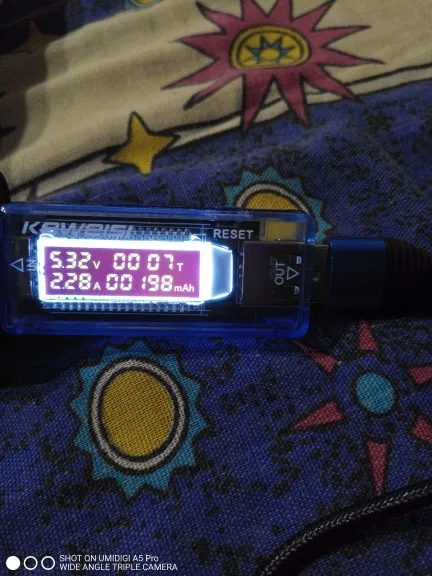 KEWEISI
RESET
5.32V 00 07T
2.28A 00 198mAh
OUT
SHOT ON UMIDIGI A5 Pro
WIDE ANGLE TRIPLE CAMERA